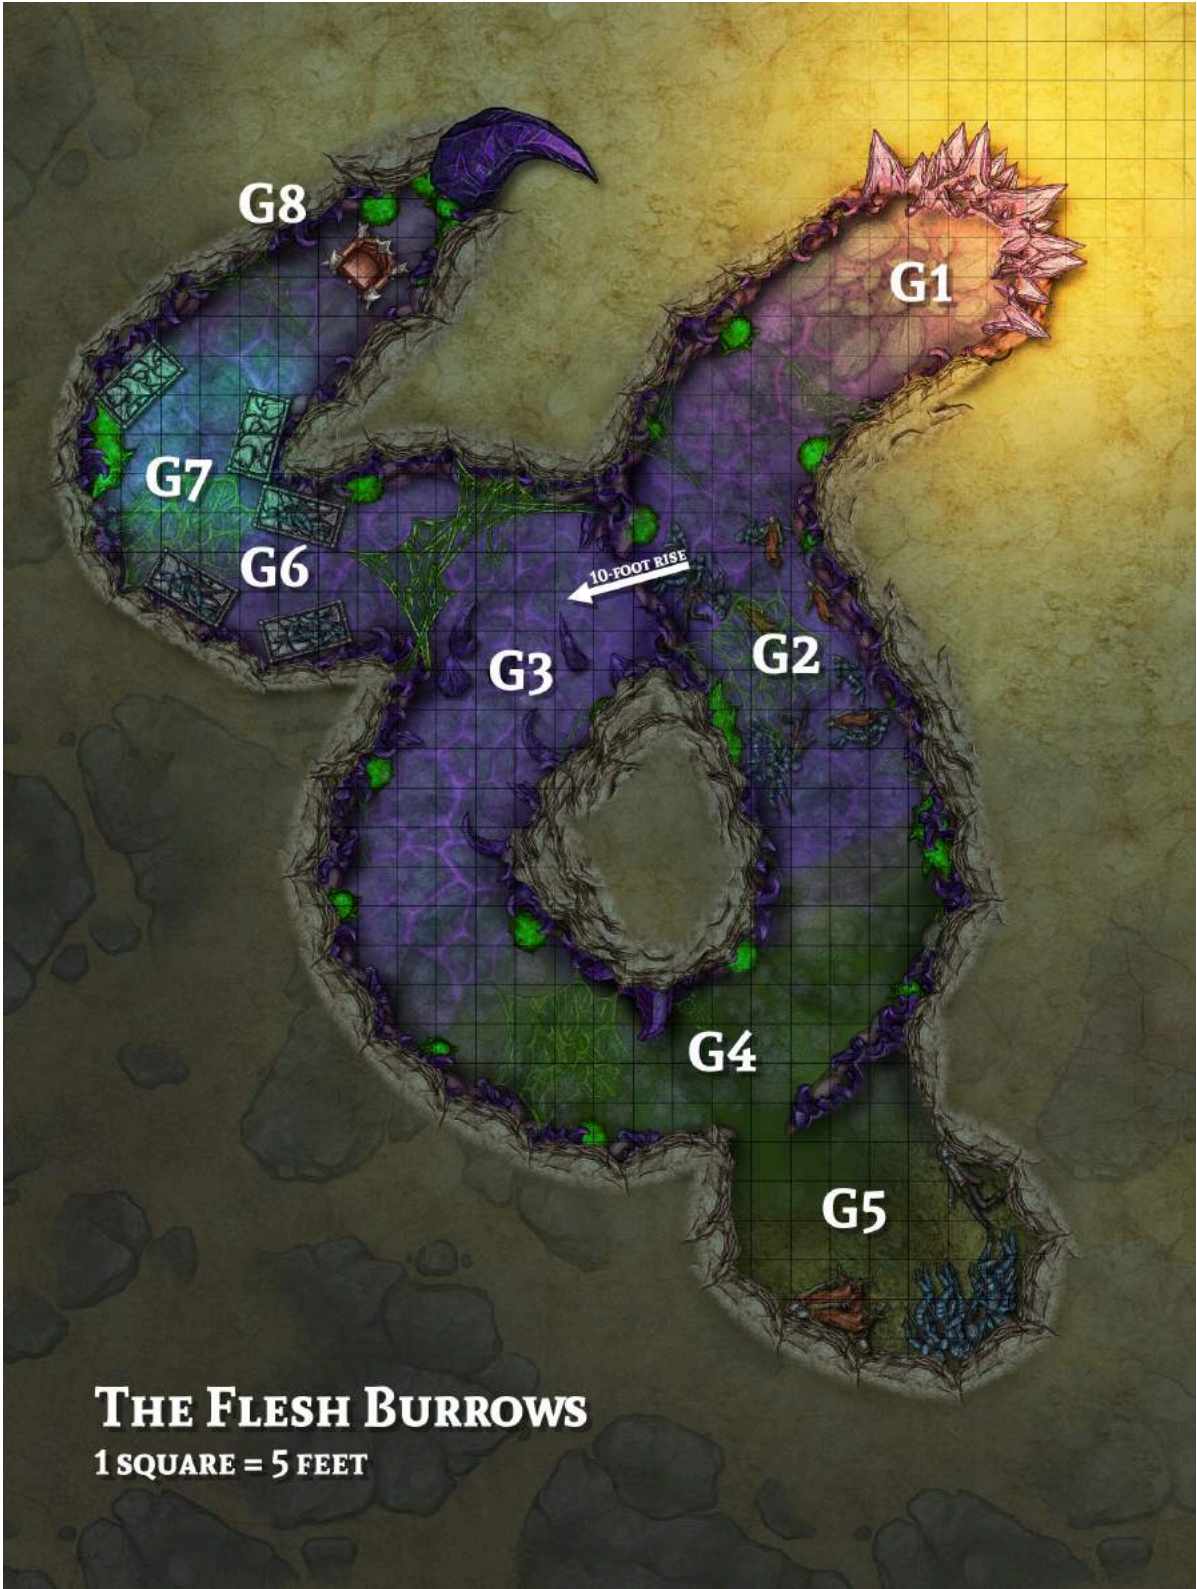 G8
G1
G7
G6
10-FOOT RISE
G3
G2
G4
G5
THE FLESH BURROWS
1 SQUARE = 5 FEET